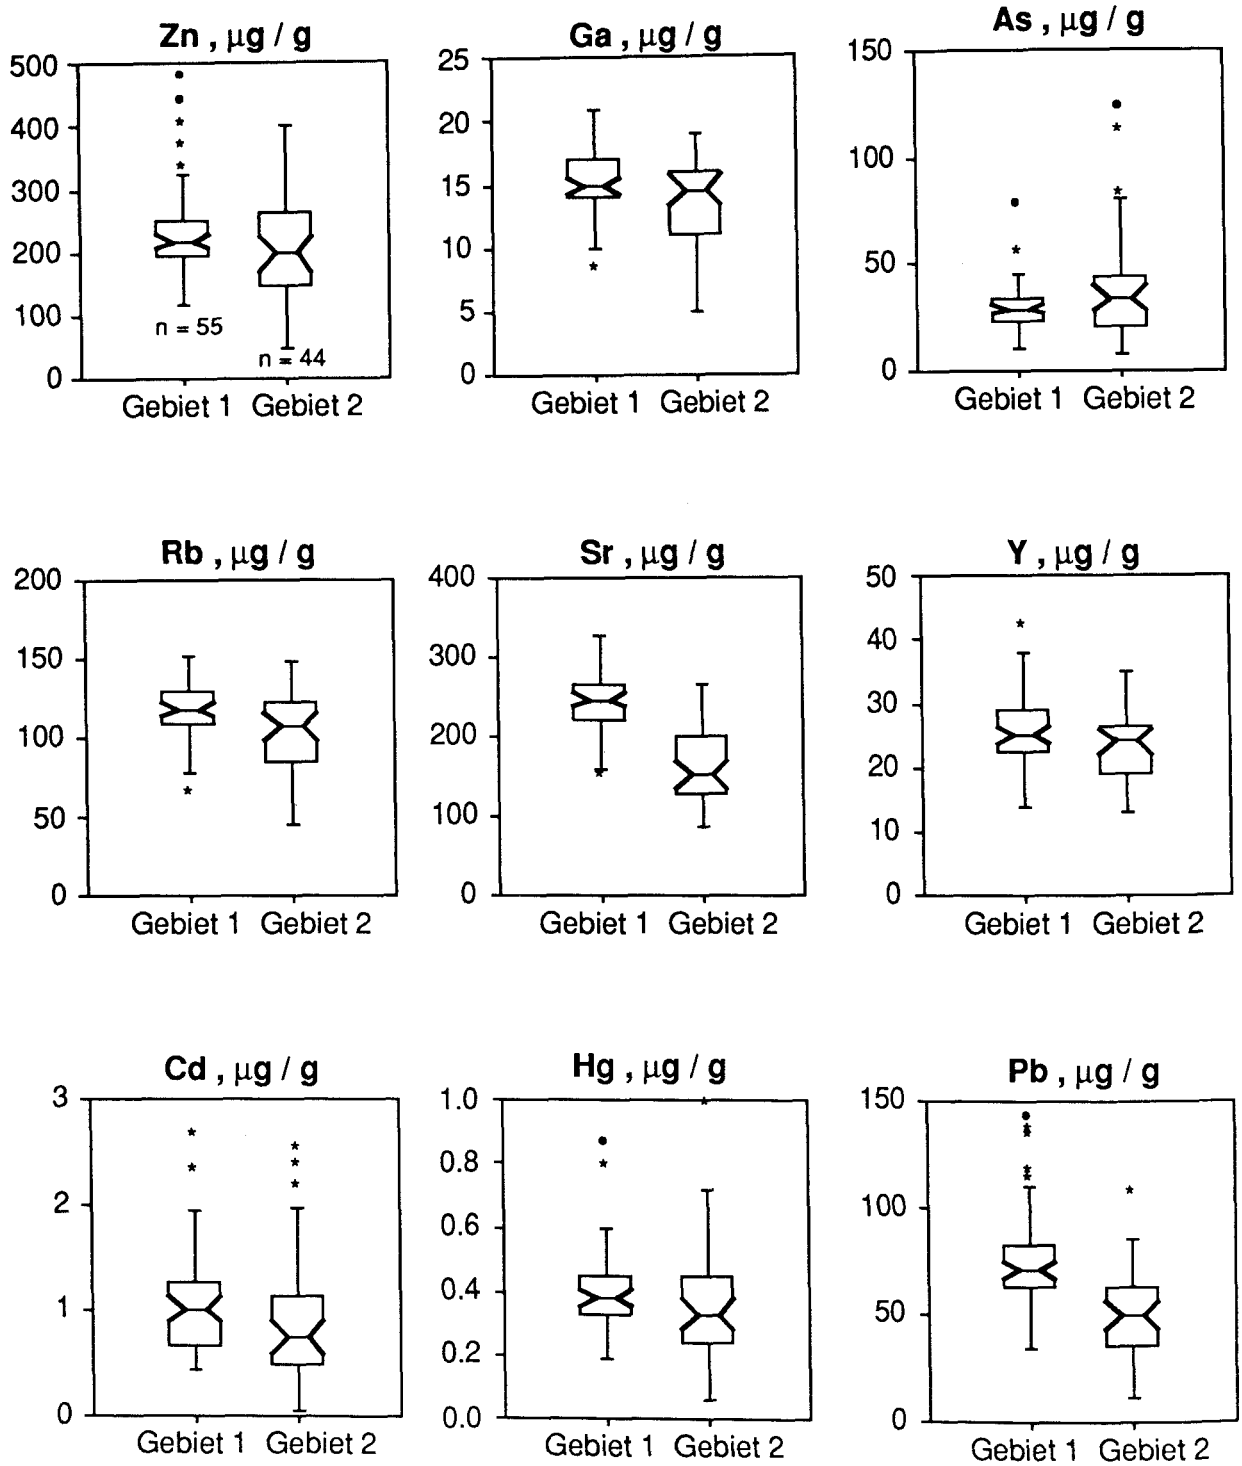 Zn , μg / g
500
400
300
200
100
0
n = 55
n = 44
Gebiet 1 Gebiet 2
Ga , μg / g
25
20
15
10
5
0
Gebiet 1 Gebiet 2
As , μg / g
150
100
50
0
Gebiet 1 Gebiet 2
Rb , μg / g
200
150
100
50
0
Gebiet 1 Gebiet 2
Sr , μg / g
400
300
200
100
0
Gebiet 1 Gebiet 2
Y , μg / g
50
40
30
20
10
0
Gebiet 1 Gebiet 2
Cd , μg / g
3
2
1
0
Gebiet 1 Gebiet 2
Hg , μg / g
1.0
0.8
0.6
0.4
0.2
0.0
Gebiet 1 Gebiet 2
Pb , μg / g
150
100
50
0
Gebiet 1 Gebiet 2